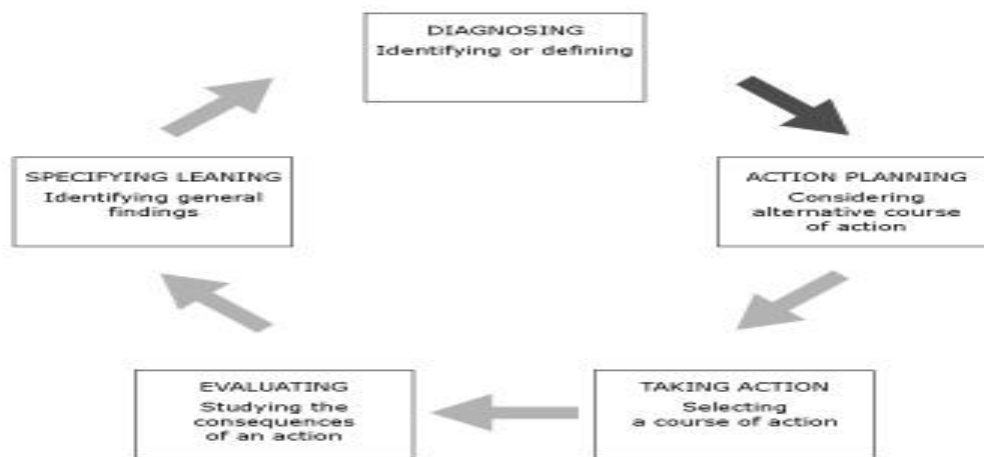 DIAGNOSING
Identifying or defining
SPECIFYING LEANING
Identifying general
findings
ACTION PLANNING
Considering
alternative course
of action
EVALUATING
Studying the
consequences
of an action
TAKING ACTION
Selecting
a course of action